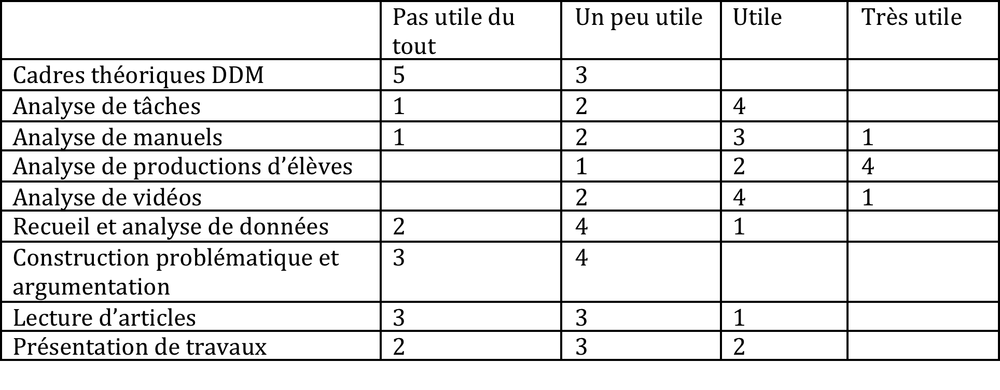 Pas utile du tout Un peu utile Utile Très utile
Cadres théoriques DDM 5 3
Analyse de tâches 1 2 4
Analyse de manuels 1 2 3 1
Analyse de productions d’élèves 1 2 4
Analyse de vidéos 2 4 1
Recueil et analyse de données 2 4 1
Construction problématique et argumentation 3 4
Lecture d’articles 3 3 1
Présentation de travaux 2 3 2